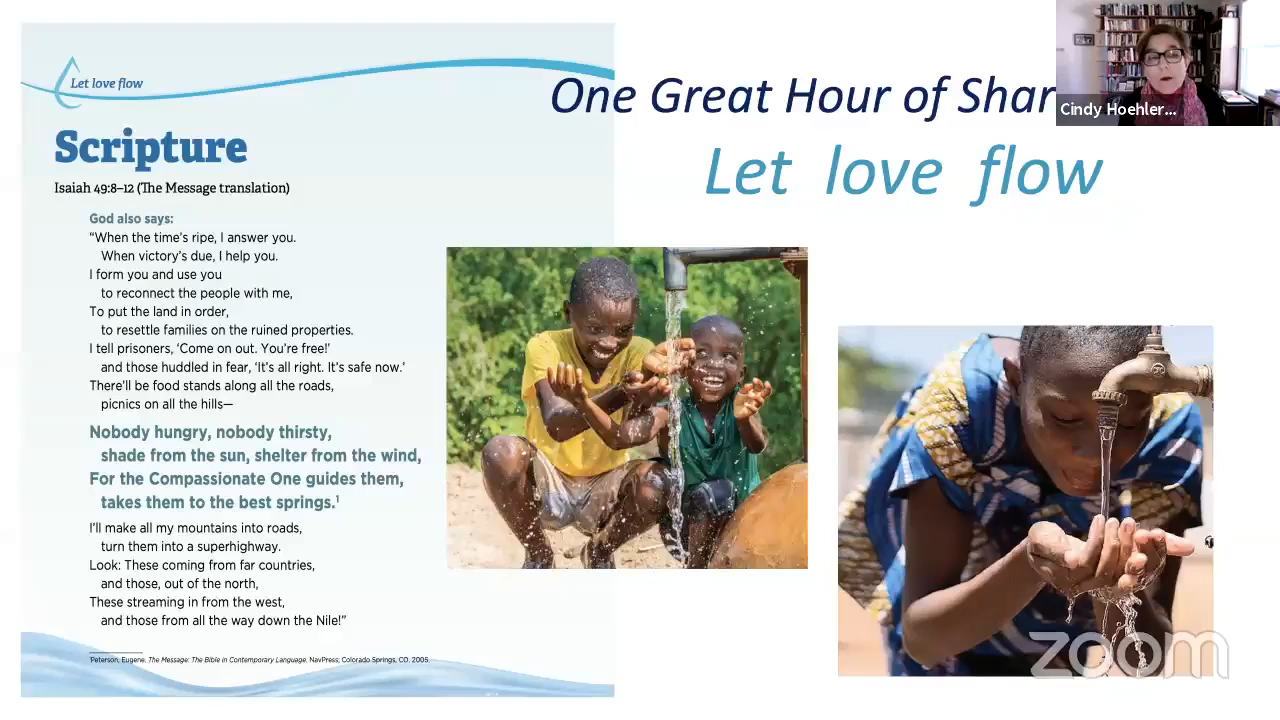 Let love flow
Scripture
Isaiah 49:8–12 (The Message translation)
God also says:
“When the time’s ripe, I answer you.
When victory’s due, I help you.
I form you and use you
to reconnect the people with me,
To put the land in order,
to resettle families on the ruined properties.
I tell prisoners, ‘Come on out. You’re free!’
and those huddled in fear, ‘It’s all right. It’s safe now.’
There’ll be food stands along all the roads,
picnics on all the hills—
Nobody hungry, nobody thirsty,
shade from the sun, shelter from the wind,
For the Compassionate One guides them,
takes them to the best springs.¹
I’ll make all my mountains into roads,
turn them into a superhighway.
Look: These coming from far countries,
and those, out of the north,
These streaming in from the west,
and those from all the way down the Nile!”
¹Peterson, Eugene. The Message: The Bible in Contemporary Language. NavPress; Colorado Springs, CO. 2005.
One Great Hour of Shar
Let love flow
Cindy Hoehler...
zoom